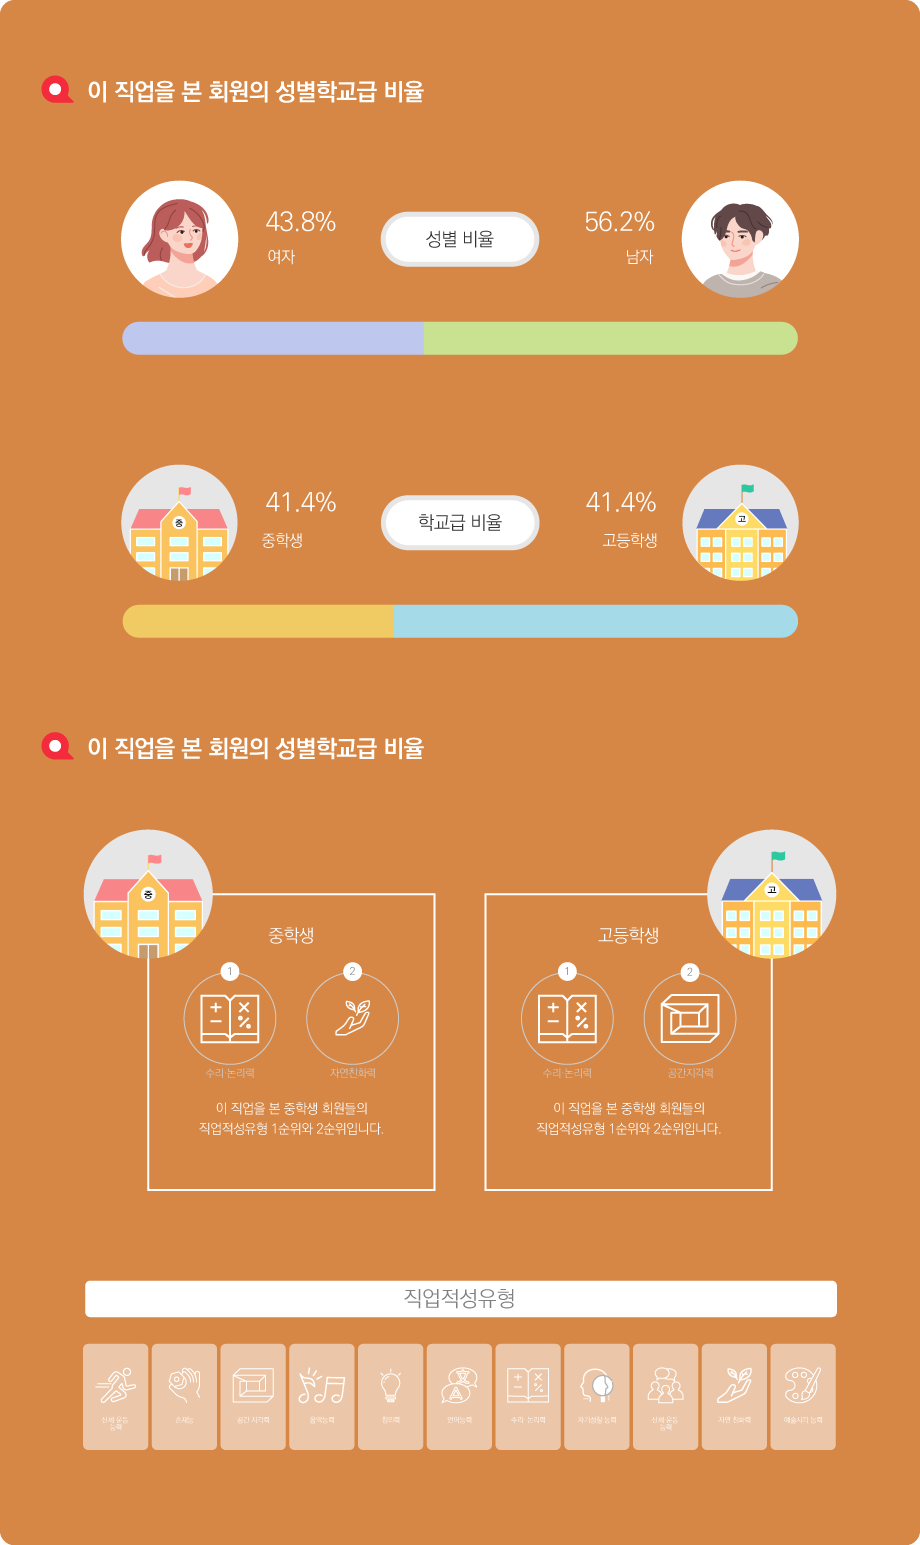 이 직업을 본 회원의 성별학교급 비율
43.8%
여자
성별 비율
56.2%
남자
41.4%
중학생
중
학교급 비율
41.4%
고등학생
고
이 직업을 본 회원의 성별학교급 비율
중
중학생
1
수리·논리력
2
자연친화력
이 직업을 본 중학생 회원들의
직업적성유형 1순위와 2순위입니다.
고
고등학생
1
수리·논리력
2
공간지각력
이 직업을 본 중학생 회원들의
직업적성유형 1순위와 2순위입니다.
직업적성유형
신체·운동
능력
손재능
공간·지각력
음악능력
창의력
언어능력
수리·논리력
자기성찰 능력
신체·운동
능력
자연·친화력
예술시각 능력